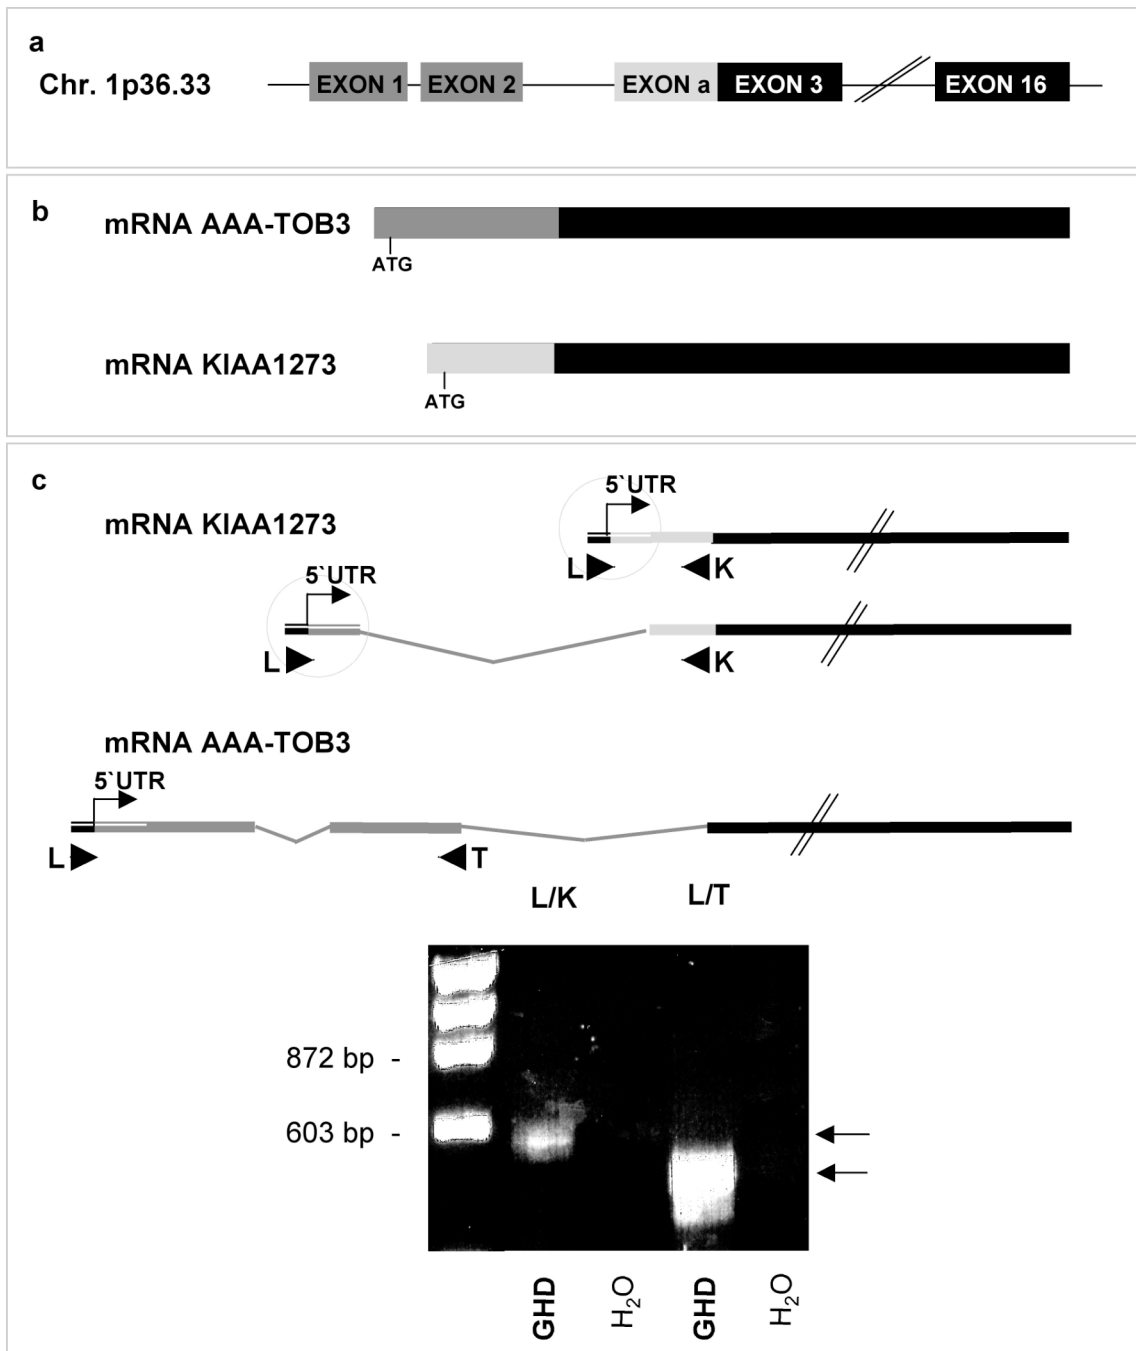 a
Chr. 1p36.33
EXON 1 EXON 2 EXON a EXON 3 EXON 16
b
mRNA AAA-TOB3
ATG
mRNA KIAA1273
ATG
c
5`UTR
mRNA KIAA1273
L K
5`UTR
L K
mRNA AAA-TOB3
5`UTR
L T
L/K L/T
872 bp -
603 bp -
GHD H₂O GHD H₂O